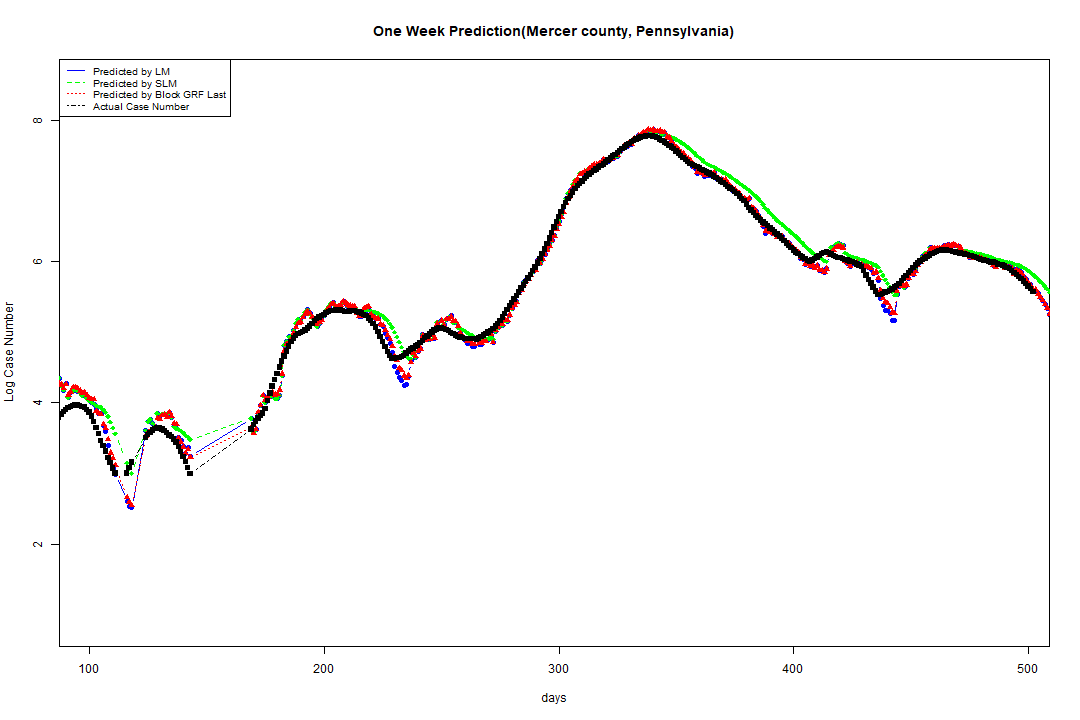 One Week Prediction(Mercer county, Pennsylvania)
Predicted by LM
Predicted by SLM
Predicted by Block GRF Last
Actual Case Number
8
6
4
2
Log Case Number
100 200 300 400 500
days